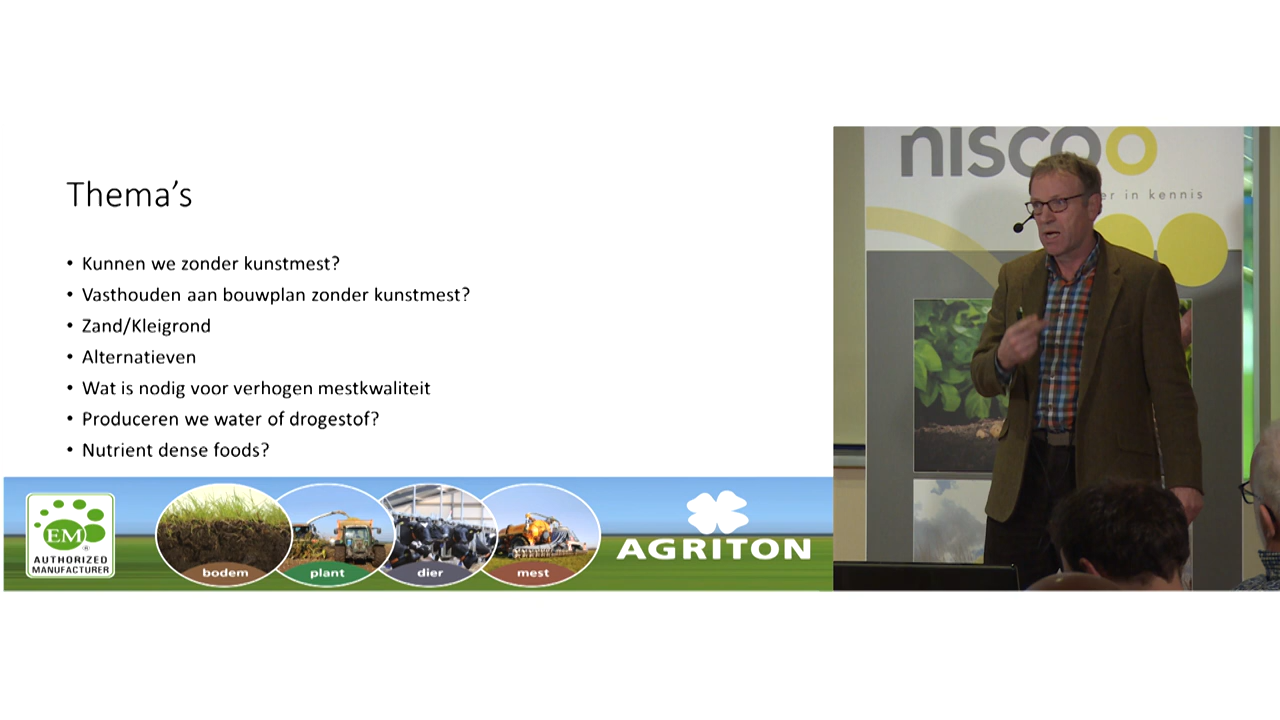 Thema's
• Kunnen we zonder kunstmest?
• Vasthouden aan bouwplan zonder kunstmest?
• Zand/Kleigrond
• Alternatieven
• Wat is nodig voor verhogen mestkwaliteit
• Produceren we water of drogestof?
• Nutrient dense foods?
EM®
AUTHORIZED
MANUFACTURER
bodem
plant
dier
mest
AGRITON
niscoo
in kennis